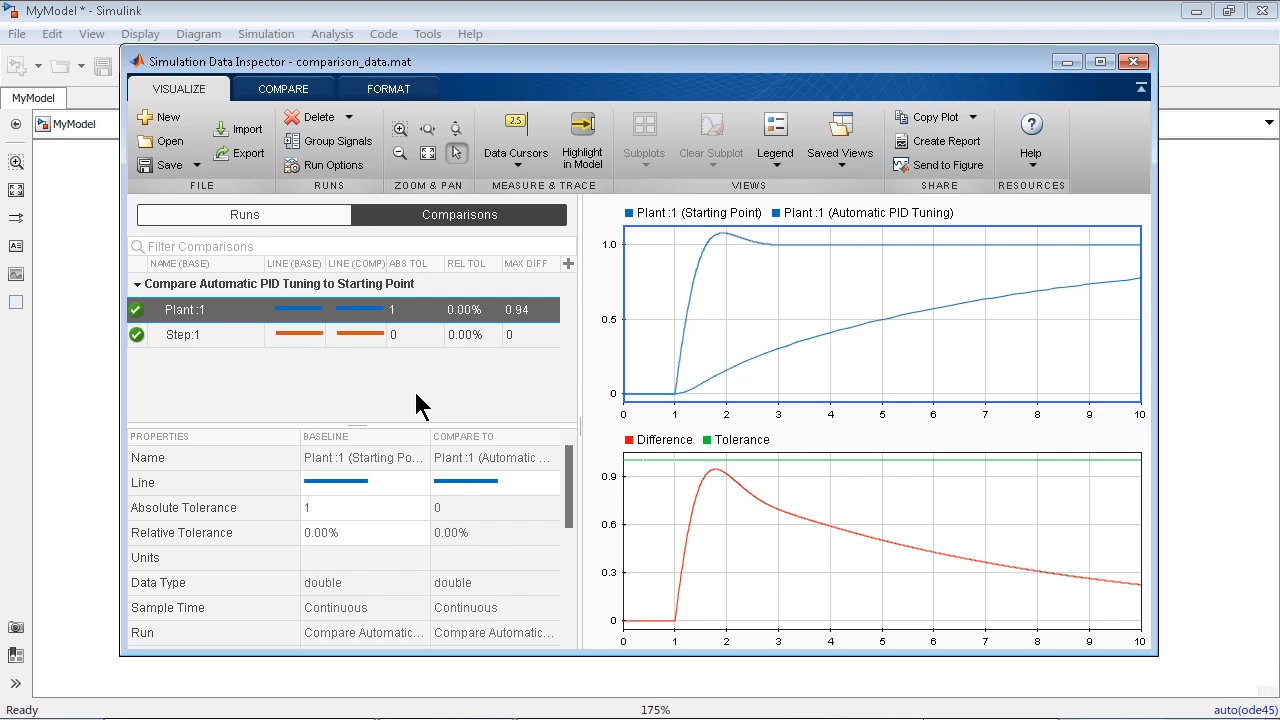 MyModel * - Simulink
File Edit View Display Diagram Simulation Analysis Code Tools Help
Simulation Data Inspector - comparison_data.mat
MyModel
MyModel
VISUALIZE COMPARE FORMAT
New
Open
Save
Import
Export
FILE
Delete
Group Signals
Run Options
RUNS
ZOOM & PAN
2.5
Data Cursors
Highlight
in Model
MEASURE & TRACE
Subplots
Clear Subplot
Legend
Saved Views
VIEWS
Copy Plot
Create Report
Send to Figure
SHARE
?
Help
RESOURCES
Runs Comparisons
Filter Comparisons
NAME (BASE) LINE (BASE) LINE (COMP) ABS TOL REL TOL MAX DIFF +
Compare Automatic PID Tuning to Starting Point
Plant :1 1 0.00% 0.94
Step:1 0 0.00% 0
PROPERTIES BASELINE COMPARE TO
Name Plant :1 (Starting Po... Plant :1 (Automatic ...
Line
Absolute Tolerance 1 0
Relative Tolerance 0.00% 0.00%
Units
Data Type double double
Sample Time Continuous Continuous
Run Compare Automatic... Compare Automatic...
Plant :1 (Starting Point) Plant :1 (Automatic PID Tuning)
1.0
0.5
0
0 1 2 3 4 5 6 7 8 9 10
Difference Tolerance
0.9
0.6
0.3
0
0 1 2 3 4 5 6 7 8 9 10
Ready 175% auto(ode45)